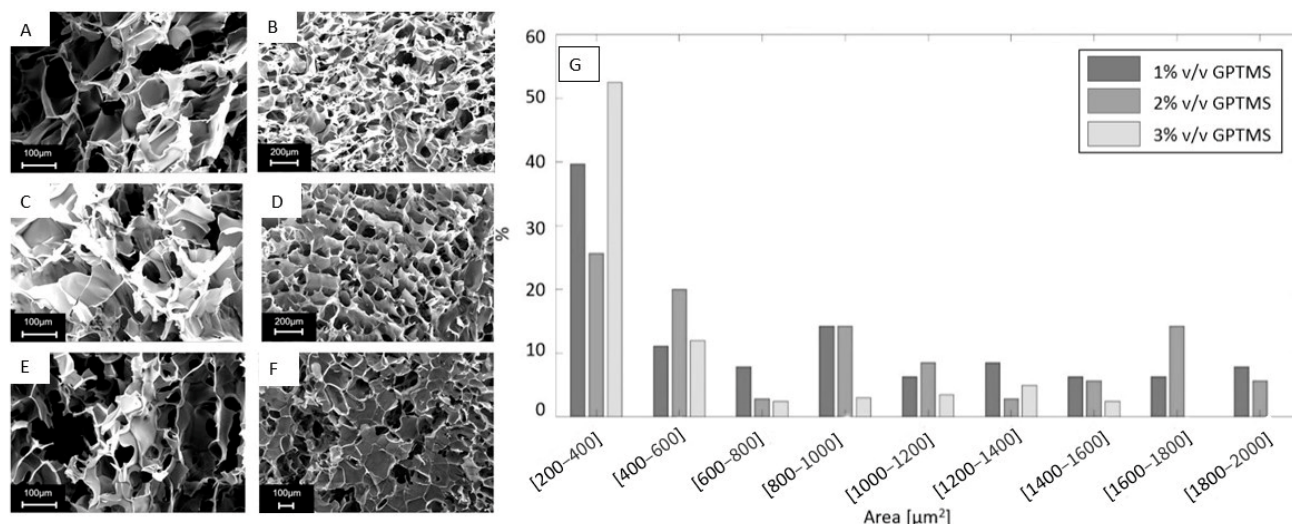 A
100µm
B
200µm
C
100µm
D
200µm
E
100µm
F
100µm
G
60
50
40
30
20
10
0
%
1% v/v GPTMS
2% v/v GPTMS
3% v/v GPTMS
[200–400]
[400–600]
[600–800]
[800–1000]
[1000–1200]
[1200–1400]
[1400–1600]
[1600–1800]
[1800–2000]
Area [µm²]